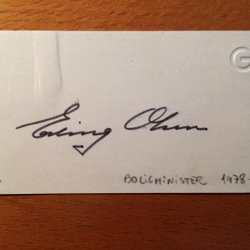 Erling Olsen
BOLIGMINISTER 1978-